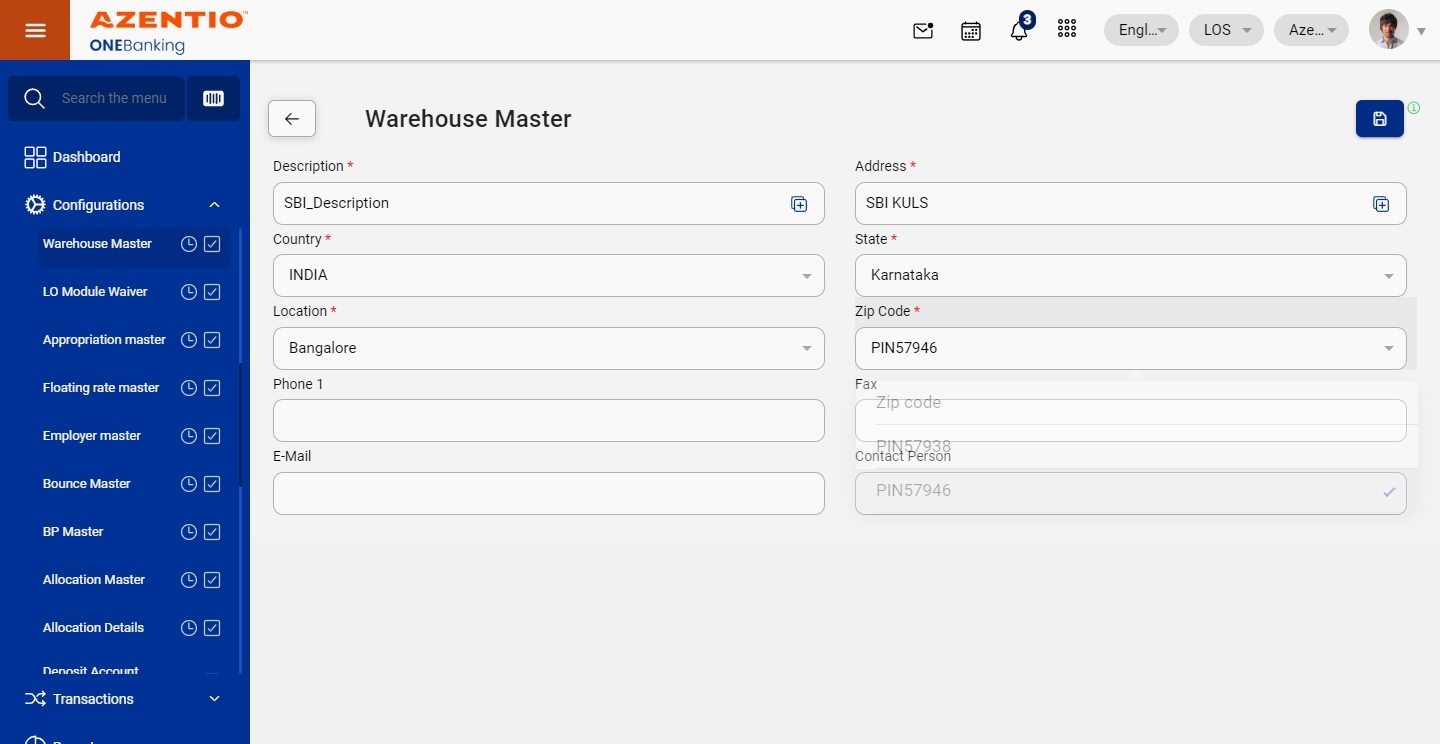 AZENTIO™
ONEBanking
3
Engl...
LOS
Aze...
Search the menu
Dashboard
Configurations
Warehouse Master
LO Module Waiver
Appropriation master
Floating rate master
Employer master
Bounce Master
BP Master
Allocation Master
Allocation Details
Deposit Account
Transactions
Warehouse Master
Description *
SBI_Description
Address *
SBI KULS
Country *
INDIA
State *
Karnataka
Location *
Bangalore
Zip Code *
PIN57946
Phone 1
Fax
Zip code
PIN57938
E-Mail
Contact Person
PIN57946